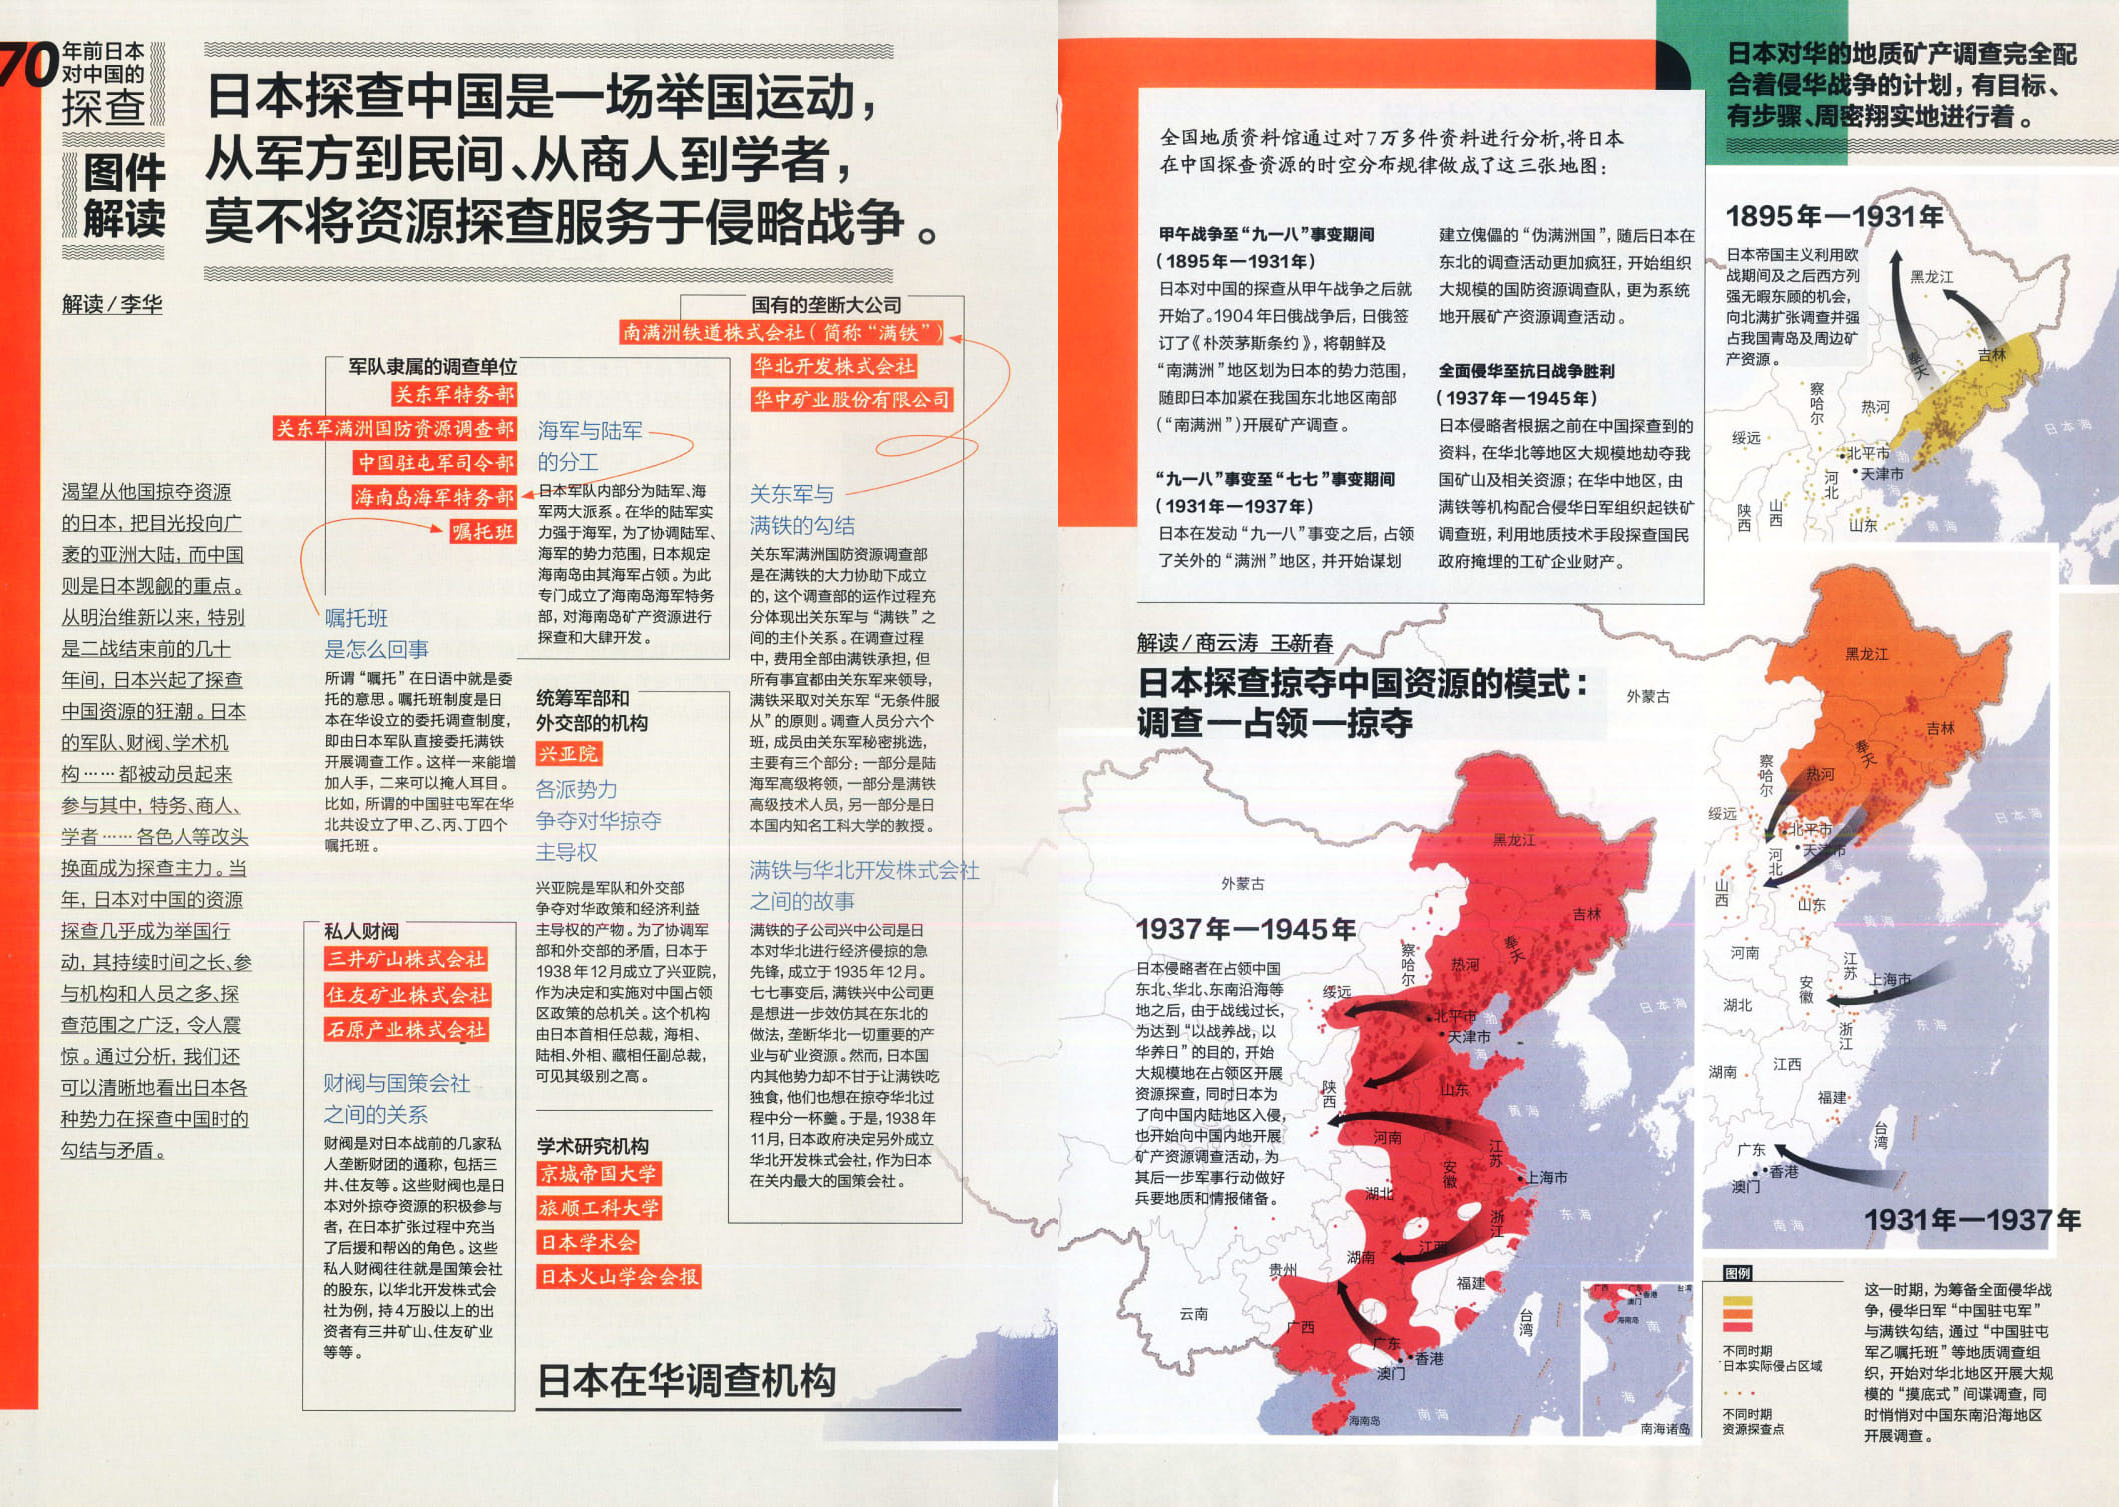 70
年前日本
对中国的
探查
图件
解读
日本探查中国是一场举国运动，
从军方到民间、从商人到学者，
莫不将资源探查服务于侵略战争。
解读/李华
渴望从他国掠夺资源
的日本，把目光投向广
袤的亚洲大陆，而中国
则是日本觊觎的重点。
从明治维新以来，特别
是二战结束前的几十
年间，日本兴起了探查
中国资源的狂潮。日本
的军队、财阀、学术机
构……都被动员起来
参与其中，特务、商人、
学者……各色人等改头
换面成为探查主力。当
年，日本对中国的资源
探查几乎成为举国行
动，其持续时间之长、参
与机构和人员之多、探
查范围之广泛，令人震
惊。通过分析，我们还
可以清晰地看出日本各
种势力在探查中国时的
勾结与矛盾。
军队隶属的调查单位
关东军特务部
关东军满洲国防资源调查部
中国驻屯军司令部
海南岛海军特务部
嘱托班
嘱托班
是怎么回事
所谓“嘱托”在日语中就是委
托的意思。嘱托班制度是日
本在华设立的委托调查制度，
即由日本军队直接委托满铁
开展调查工作。这样一来能增
加人手，二来可以掩人耳目。
比如，所谓的中国驻屯军在华
北共设立了甲、乙、丙、丁四个
嘱托班。
海军与陆军
的分工
日本军队内部分为陆军、海
军两大派系。在华的陆军实
力强于海军，为了协调陆军、
海军的势力范围，日本规定
海南岛由其海军占领。为此
专门成立了海南岛海军特务
部，对海南岛矿产资源进行
探查和大肆开发。
国有的垄断大公司
南满洲铁道株式会社（简称“满铁”）
华北开发株式会社
华中矿业股份有限公司
关东军与
满铁的勾结
关东军满洲国防资源调查部
是在满铁的大力协助下成立
的，这个调查部的运作过程充
分体现出关东军与“满铁”之
间的主仆关系。在调查过程
中，费用全部由满铁承担，但
所有事宜都由关东军来领导，
满铁采取对关东军“无条件服
从”的原则。调查人员分六个
班，成员由关东军秘密挑选，
主要有三个部分：一部分是陆
海军高级将领，一部分是满铁
高级技术人员，另一部分是日
本国内知名工科大学的教授。
满铁与华北开发株式会社
之间的故事
满铁的子公司兴中公司是日
本对华北进行经济侵掠的急
先锋，成立于1935年12月。
七七事变后，满铁兴中公司更
是想进一步效仿其在东北的
做法，垄断华北一切重要的产
业与矿业资源。然而，日本国
内其他势力却不甘于让满铁吃
独食，他们也想在掠夺华北过
程中分一杯羹。于是，1938年
11月，日本政府决定另外成立
华北开发株式会社，作为日本
在关内最大的国策会社。
统筹军部和
外交部的机构
兴亚院
各派势力
争夺对华掠夺
主导权
兴亚院是军队和外交部
争夺对华政策和经济利益
主导权的产物。为了协调军
部和外交部的矛盾，日本于
1938年12月成立了兴亚院，
作为决定和实施对中国占领
区政策的总机关。这个机构
由日本首相任总裁，海相、
陆相、外相、藏相任副总裁，
可见其级别之高。
私人财阀
三井矿山株式会社
住友矿业株式会社
石原产业株式会社
财阀与国策会社
之间的关系
财阀是对日本战前的几家私
人垄断财团的通称，包括三
井、住友等。这些财阀也是日
本对外掠夺资源的积极参与
者，在日本扩张过程中充当
了后援和帮凶的角色。这些
私人财阀往往就是国策会社
的股东，以华北开发株式会
社为例，持4万股以上的出
资者有三井矿山、住友矿业
等等。
学术研究机构
京城帝国大学
旅顺工科大学
日本学术会
日本火山学会会报
日本在华调查机构
日本对华的地质矿产调查完全配
合着侵华战争的计划，有目标、
有步骤、周密翔实地进行着。
全国地质资料馆通过对7万多件资料进行分析，将日本
在中国探查资源的时空分布规律做成了这三张地图：
甲午战争至“九一八”事变期间
（1895年—1931年）
日本对中国的探查从甲午战争之后就
开始了。1904年日俄战争后，日俄签
订了《朴茨茅斯条约》，将朝鲜及
“南满洲”地区划为日本的势力范围，
随即日本加紧在我国东北地区南部
（“南满洲”）开展矿产调查。
“九一八”事变至“七七”事变期间
（1931年—1937年）
日本在发动“九一八”事变之后，占领
了关外的“满洲”地区，并开始谋划
建立傀儡的“伪满洲国”，随后日本在
东北的调查活动更加疯狂，开始组织
大规模的国防资源调查队，更为系统
地开展矿产资源调查活动。
全面侵华至抗日战争胜利
（1937年—1945年）
日本侵略者根据之前在中国探查到的
资料，在华北等地区大规模地劫夺我
国矿山及相关资源；在华中地区，由
满铁等机构配合侵华日军组织起铁矿
调查班，利用地质技术手段探查国民
政府掩埋的工矿企业财产。
1895年—1931年
日本帝国主义利用欧
战期间及之后西方列
强无暇东顾的机会，
向北满扩张调查并强
占我国青岛及周边矿
产资源。
黑龙江
吉林
奉天
察哈尔
热河
绥远
北平市
天津市
河北
陕西
山西
山东
渤海
黄海
日本海
解读/商云涛 王新春
日本探查掠夺中国资源的模式：
调查—占领—掠夺
外蒙古
黑龙江
吉林
奉天
热河
察哈尔
绥远
北平市
天津市
河北
山西
山东
河南
江苏
安徽
上海市
湖北
浙江
江西
湖南
福建
台湾
广东
香港
澳门
日本海
黄海
东海
南海
1931年—1937年
外蒙古
1937年—1945年
日本侵略者在占领中国
东北、华北、东南沿海等
地之后，由于战线过长，
为达到“以战养战，以
华养日”的目的，开始
大规模地在占领区开展
资源探查，同时日本为
了向中国内陆地区入侵，
也开始向中国内地开展
矿产资源调查活动，为
其后一步军事行动做好
兵要地质和情报储备。
黑龙江
吉林
奉天
热河
察哈尔
绥远
北平市
天津市
渤海
陕西
山东
河南
江苏
安徽
上海市
湖北
浙江
江西
湖南
贵州
福建
云南
广西
广东
香港
澳门
台湾
海南岛
日本海
黄海
东海
南海
广西
广东
香港
澳门
台湾
海南岛
南
海
南海诸岛
图例
不同时期
日本实际侵占区域
不同时期
资源探查点
这一时期，为筹备全面侵华战
争，侵华日军“中国驻屯军”
与满铁勾结，通过“中国驻屯
军乙嘱托班”等地质调查组
织，开始对华北地区开展大规
模的“摸底式”间谍调查，同
时悄悄对中国东南沿海地区
开展调查。